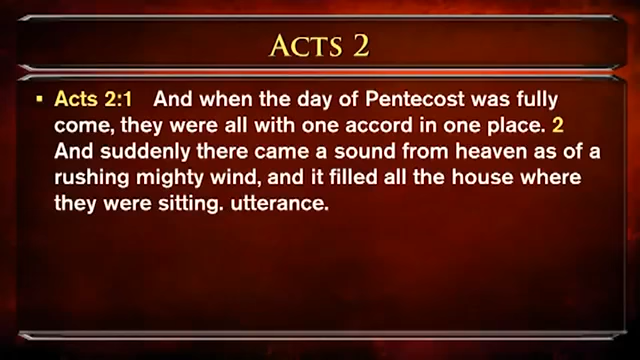 ACTS 2
▪ Acts 2:1 And when the day of Pentecost was fully
come, they were all with one accord in one place. 2
And suddenly there came a sound from heaven as of a
rushing mighty wind, and it filled all the house where
they were sitting. utterance.